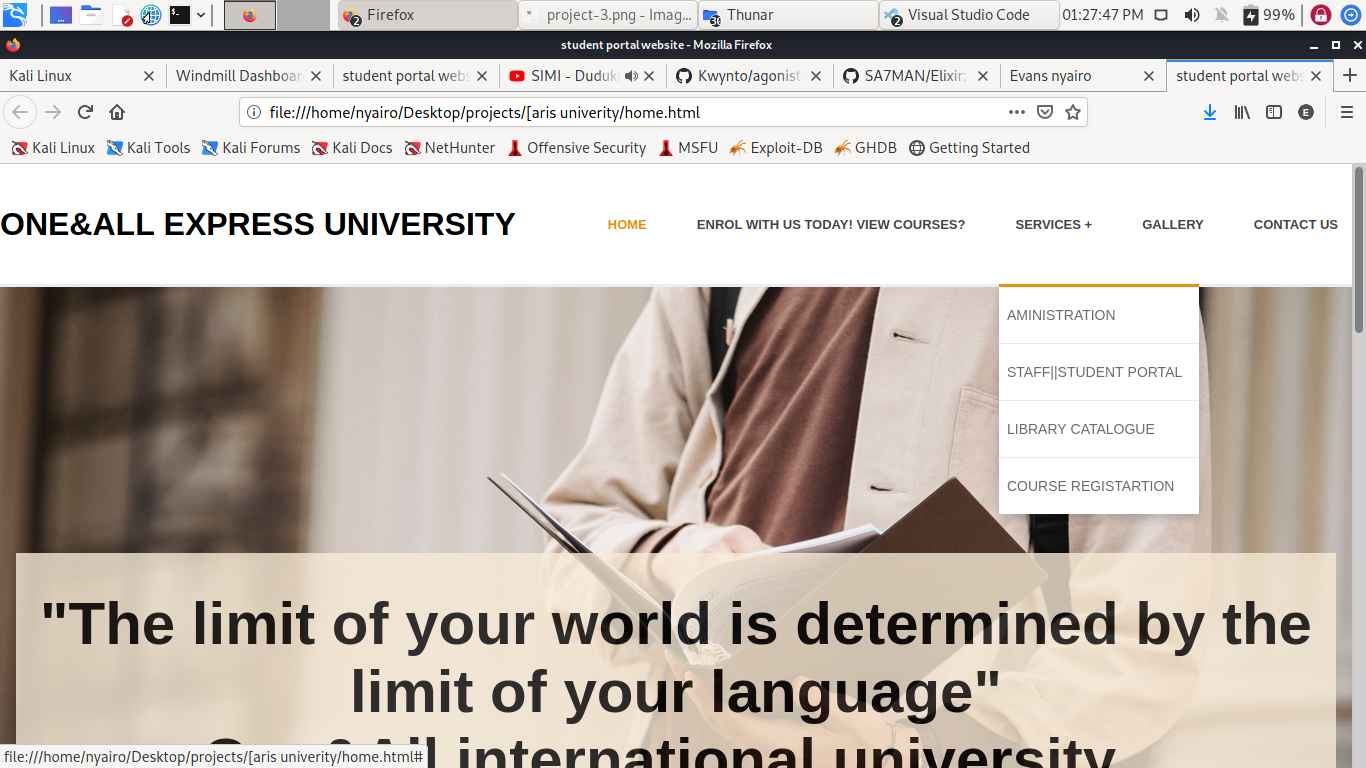 2
Firefox
project-3.png - Imag...
36
Thunar
2
Visual Studio Code
01:27:47 PM
99%
student portal website - Mozilla Firefox
Kali Linux
Windmill Dashboar
student portal webs
SIMI - Duduk
Kwynto/agonist:
SA7MAN/Elixir:
Evans nyairo
student portal webs
file:///home/nyairo/Desktop/projects/[aris univerity/home.html
E
Kali Linux
Kali Tools
Kali Forums
Kali Docs
NetHunter
Offensive Security
MSFU
Exploit-DB
GHDB
Getting Started
ONE&ALL EXPRESS UNIVERSITY
HOME
ENROL WITH US TODAY! VIEW COURSES?
SERVICES +
GALLERY
CONTACT US
AMINISTRATION
STAFF||STUDENT PORTAL
LIBRARY CATALOGUE
COURSE REGISTARTION
"The limit of your world is determined by the
limit of your language"
All international university
file:///home/nyairo/Desktop/projects/[aris univerity/home.html#